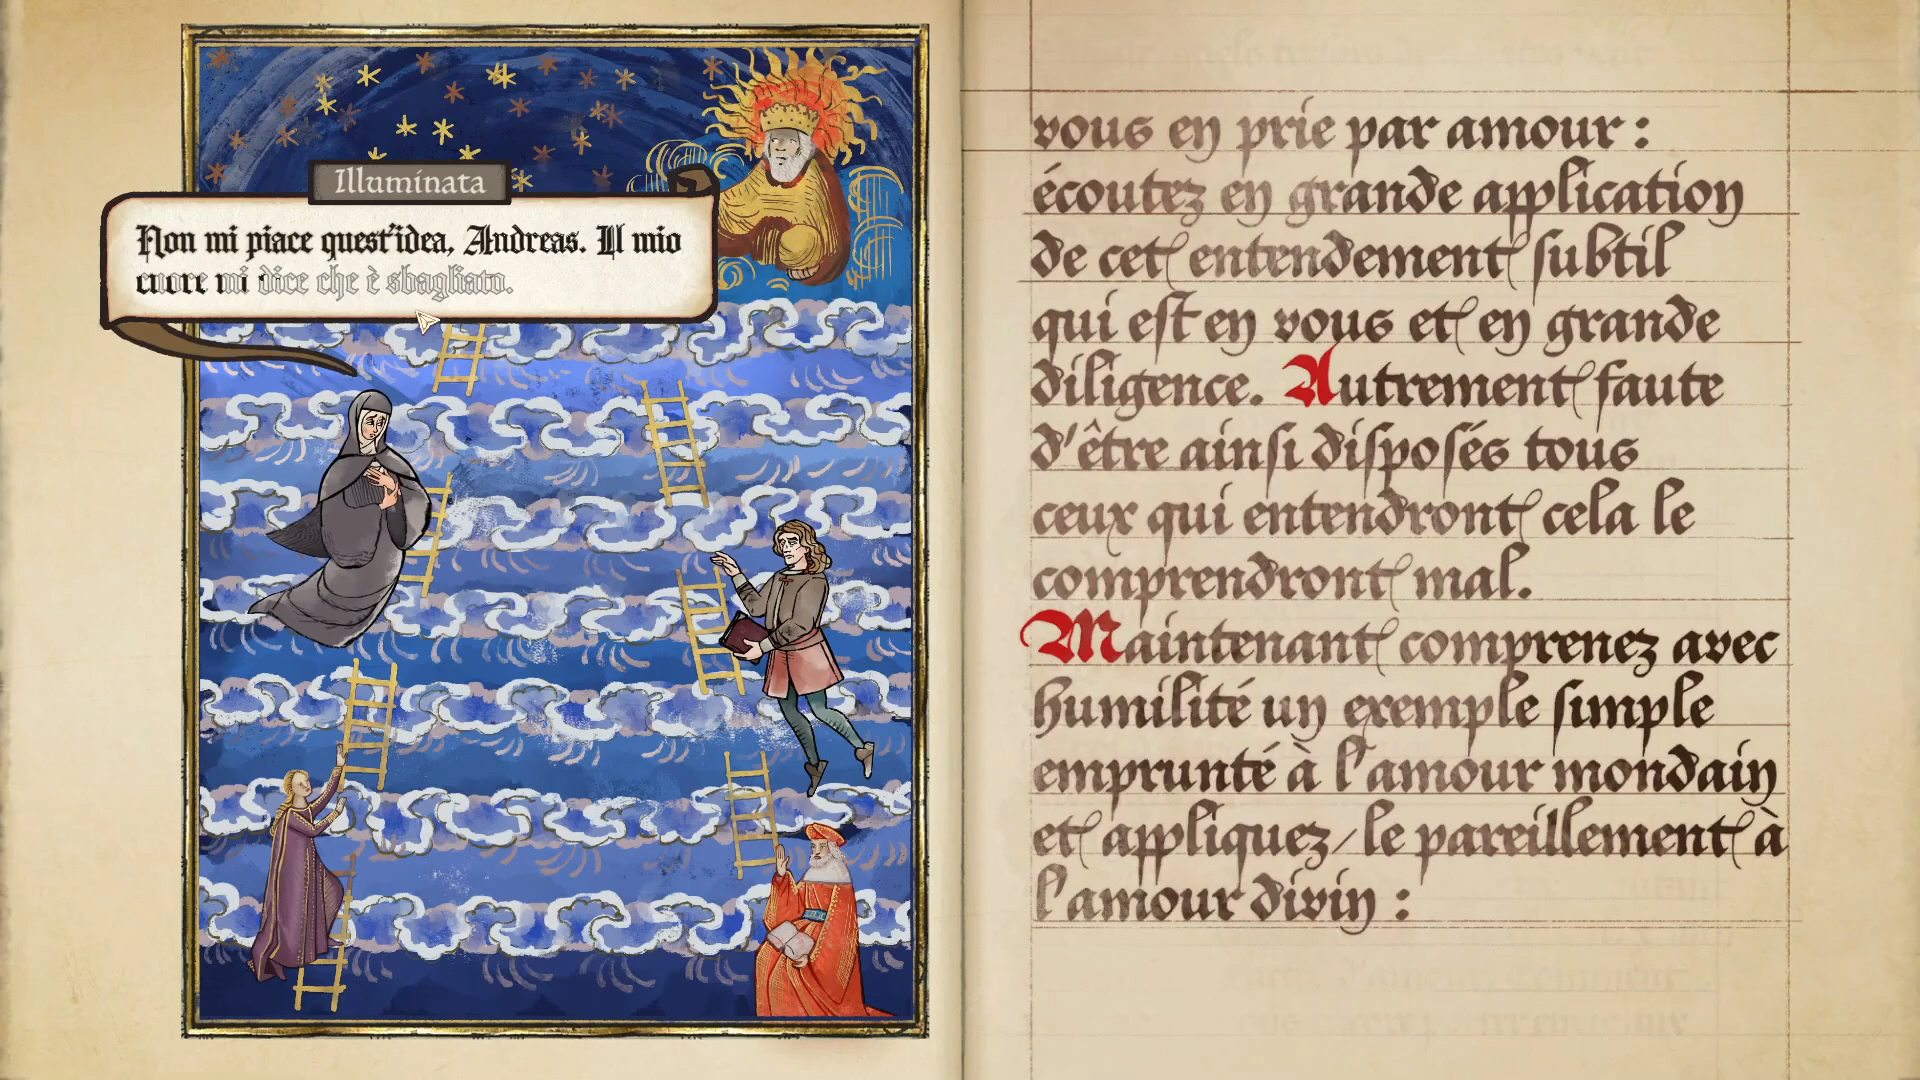 Illuminata
Non mi piace quest'idea, Andreas. Il mio
cuore mi dice che è sbagliato.
vous en prie par amour :
écoutez en grande application
de cet entendement subtil
qui est en vous et en grande
diligence. Autrement faute
d'être ainsi disposés tous
ceux qui entendront cela le
comprendront mal.
Maintenant comprenez avec
humilité un exemple simple
emprunté à l'amour mondain
et appliquez-le pareillement à
l'amour divin :